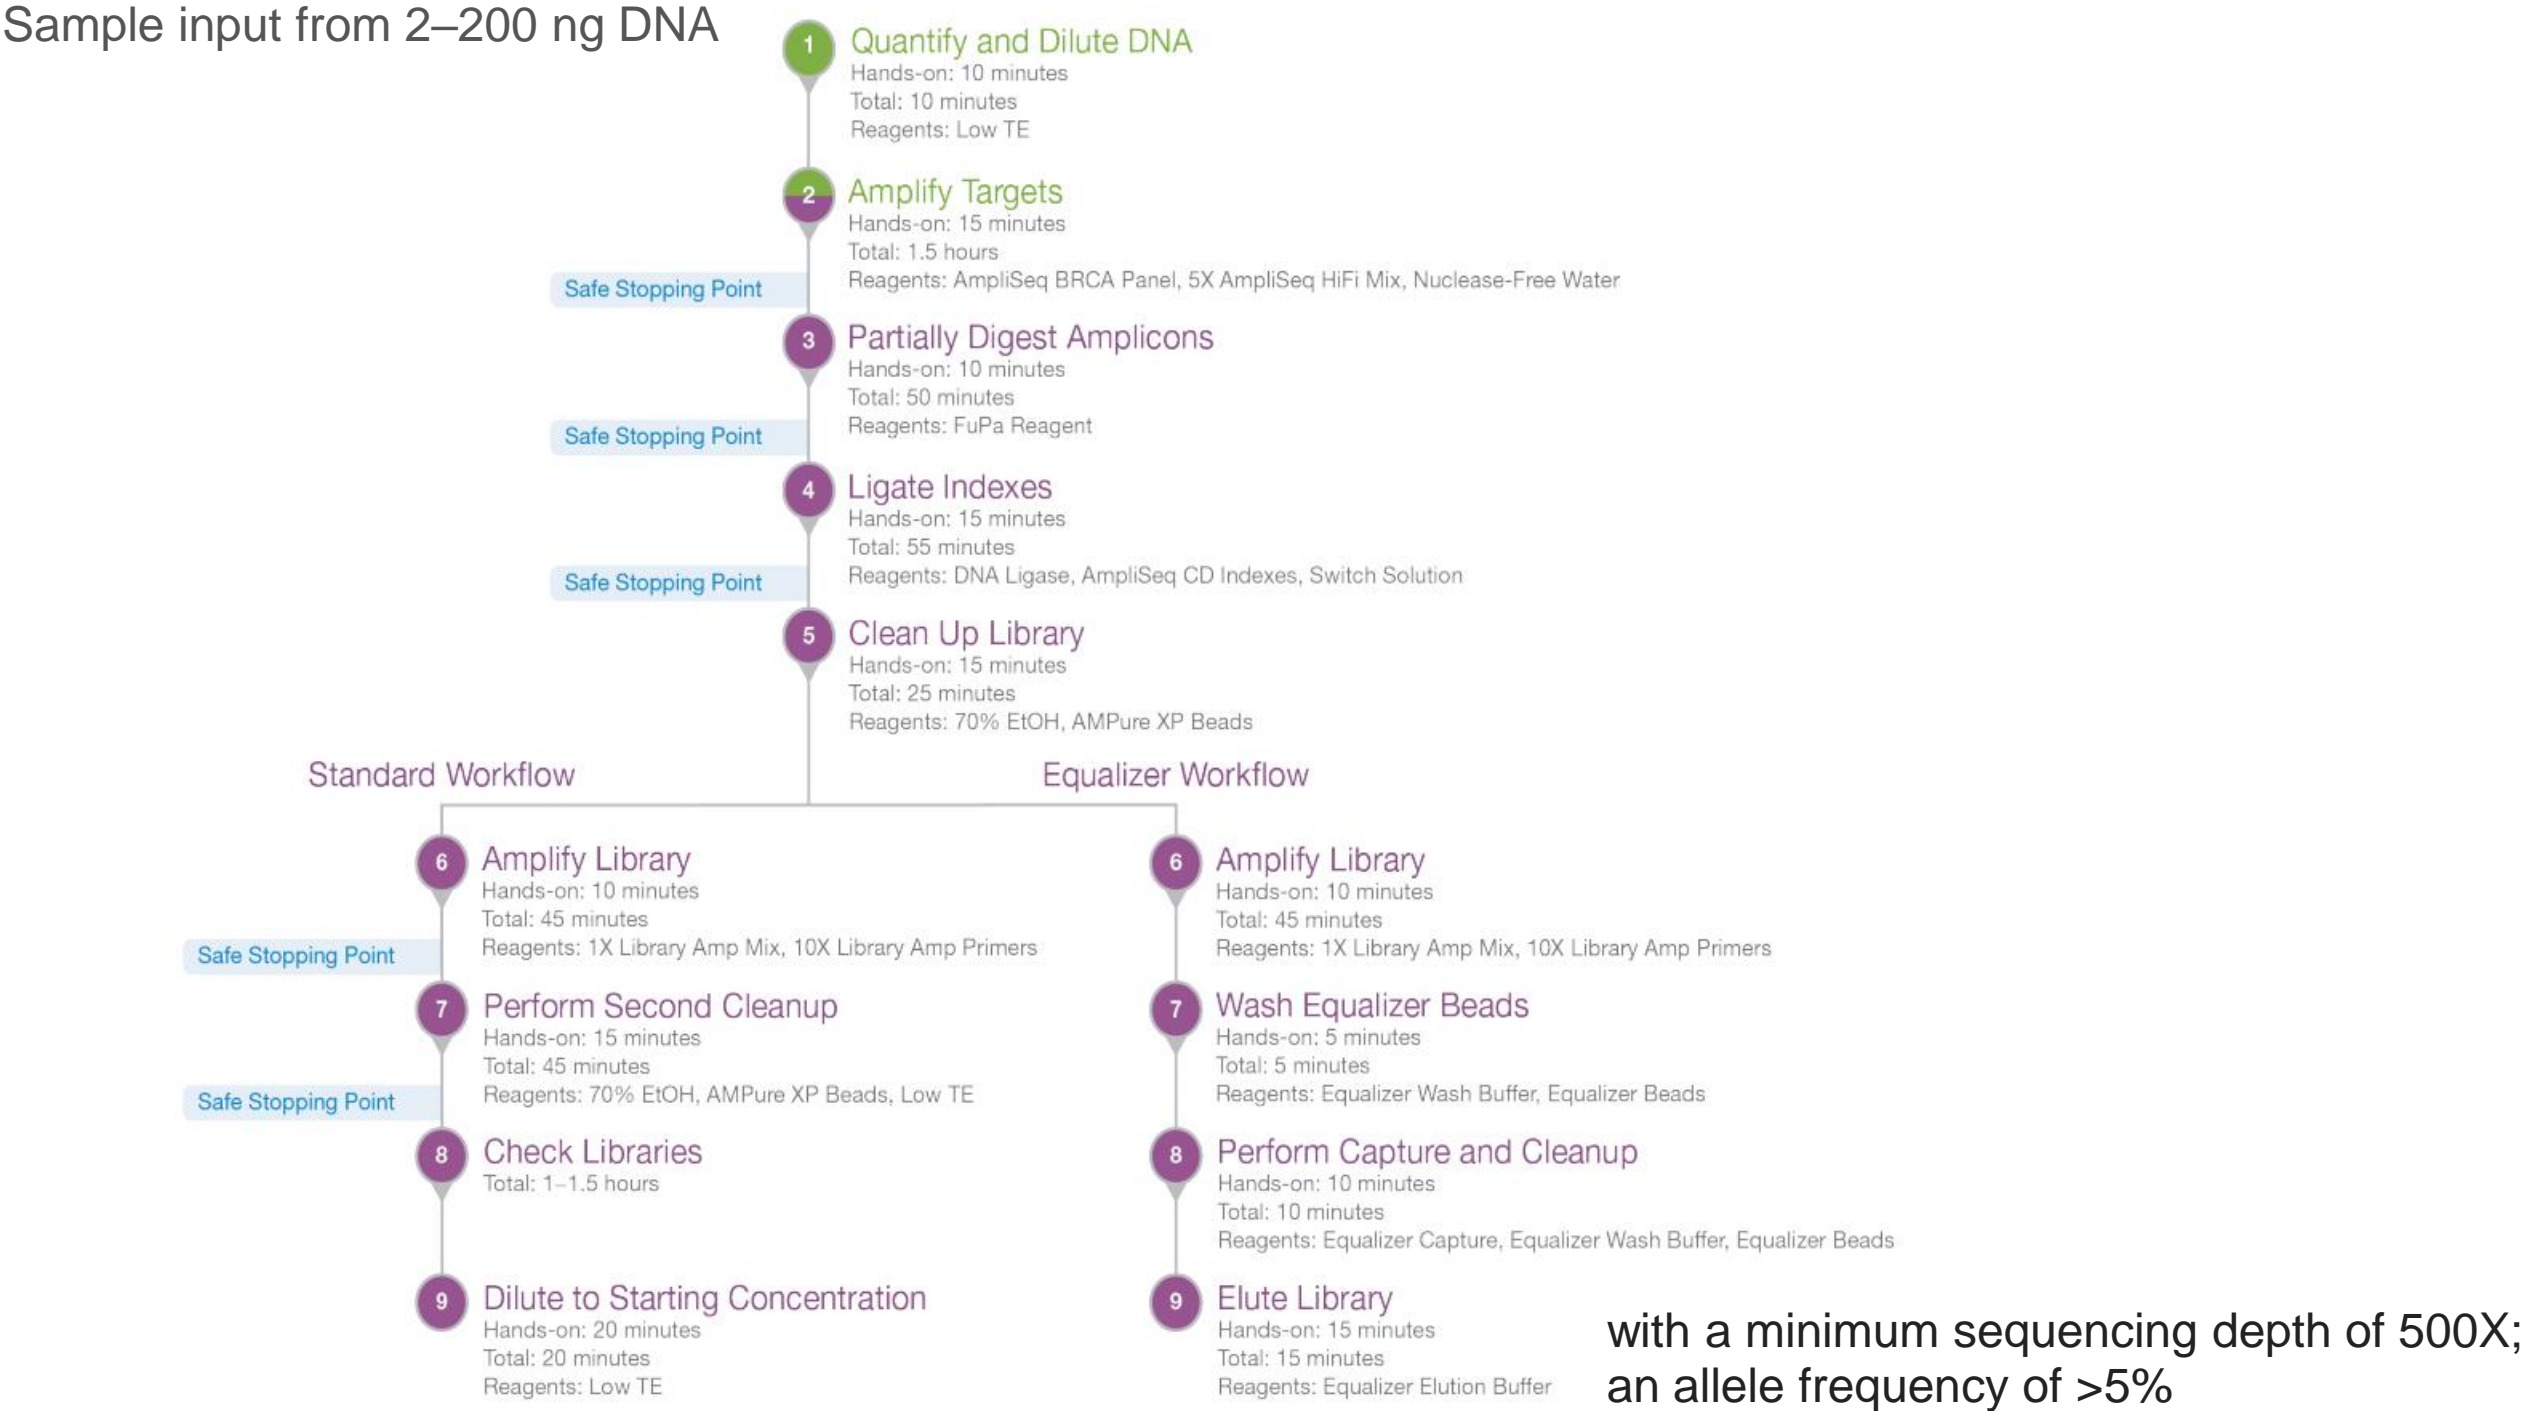 Sample input from 2–200 ng DNA
1
Quantify and Dilute DNA
Hands-on: 10 minutes
Total: 10 minutes
Reagents: Low TE
2
Amplify Targets
Hands-on: 15 minutes
Total: 1.5 hours
Reagents: AmpliSeq BRCA Panel, 5X AmpliSeq HiFi Mix, Nuclease-Free Water
Safe Stopping Point
3
Partially Digest Amplicons
Hands-on: 10 minutes
Total: 50 minutes
Reagents: FuPa Reagent
Safe Stopping Point
4
Ligate Indexes
Hands-on: 15 minutes
Total: 55 minutes
Reagents: DNA Ligase, AmpliSeq CD Indexes, Switch Solution
Safe Stopping Point
5
Clean Up Library
Hands-on: 15 minutes
Total: 25 minutes
Reagents: 70% EtOH, AMPure XP Beads
Standard Workflow
6
Amplify Library
Hands-on: 10 minutes
Total: 45 minutes
Reagents: 1X Library Amp Mix, 10X Library Amp Primers
Safe Stopping Point
7
Perform Second Cleanup
Hands-on: 15 minutes
Total: 45 minutes
Reagents: 70% EtOH, AMPure XP Beads, Low TE
Safe Stopping Point
8
Check Libraries
Total: 1–1.5 hours
9
Dilute to Starting Concentration
Hands-on: 20 minutes
Total: 20 minutes
Reagents: Low TE
Equalizer Workflow
6
Amplify Library
Hands-on: 10 minutes
Total: 45 minutes
Reagents: 1X Library Amp Mix, 10X Library Amp Primers
7
Wash Equalizer Beads
Hands-on: 5 minutes
Total: 5 minutes
Reagents: Equalizer Wash Buffer, Equalizer Beads
8
Perform Capture and Cleanup
Hands-on: 10 minutes
Total: 10 minutes
Reagents: Equalizer Capture, Equalizer Wash Buffer, Equalizer Beads
9
Elute Library
Hands-on: 15 minutes
Total: 15 minutes
Reagents: Equalizer Elution Buffer
with a minimum sequencing depth of 500X;
an allele frequency of >5%